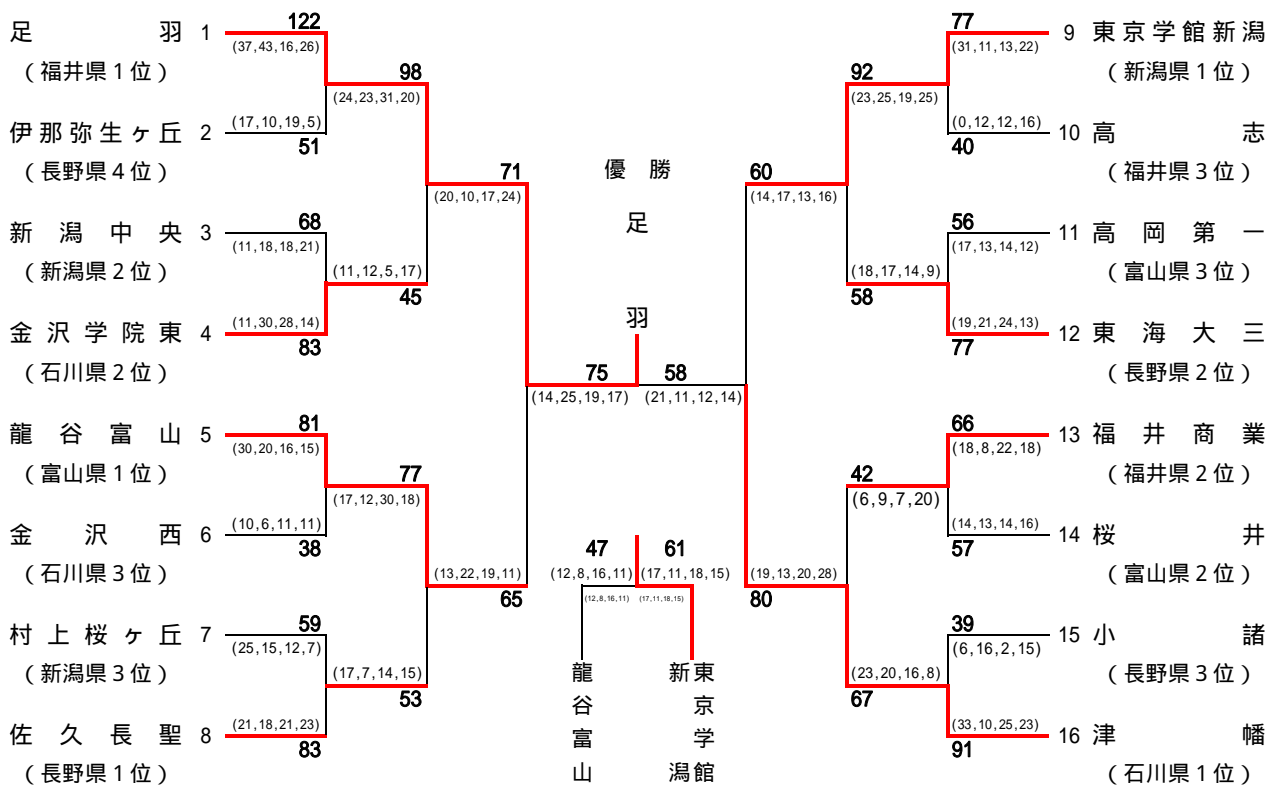 足羽 1
(福井県1位)
122
(37,43,16,26)
伊那弥生ヶ丘 2
(長野県4位)
(17,10,19,5)
51
新潟中央 3
(新潟県2位)
68
(11,18,18,21)
金沢学院東 4
(石川県2位)
(11,30,28,14)
83
龍谷富山 5
(富山県1位)
81
(30,20,16,15)
金沢西 6
(石川県3位)
(10,6,11,11)
38
村上桜ヶ丘 7
(新潟県3位)
59
(25,15,12,7)
佐久長聖 8
(長野県1位)
(21,18,21,23)
83
98
(24,23,31,20)
(11,12,5,17)
45
77
(17,12,30,18)
(17,7,14,15)
53
71
(20,10,17,24)
(13,22,19,11)
65
優勝
足
羽
75
(14,25,19,17)
58
(21,11,12,14)
47
(12,8,16,11)
(12,8,16,11)
61
(17,11,18,15)
(17,11,18,15)
龍谷富山
東京学館
新潟
60
(14,17,13,16)
(19,13,20,28)
80
92
(23,25,19,25)
(18,17,14,9)
58
42
(6,9,7,20)
(23,20,16,8)
67
77
(31,11,13,22)
9 東京学館新潟
(新潟県1位)
(0,12,12,16)
40
10 高志
(福井県3位)
56
(17,13,14,12)
11 高岡第一
(富山県3位)
(19,21,24,13)
77
12 東海大三
(長野県2位)
66
(18,8,22,18)
13 福井商業
(福井県2位)
(14,13,14,16)
57
14 桜井
(富山県2位)
39
(6,16,2,15)
15 小諸
(長野県3位)
(33,10,25,23)
91
16 津幡
(石川県1位)